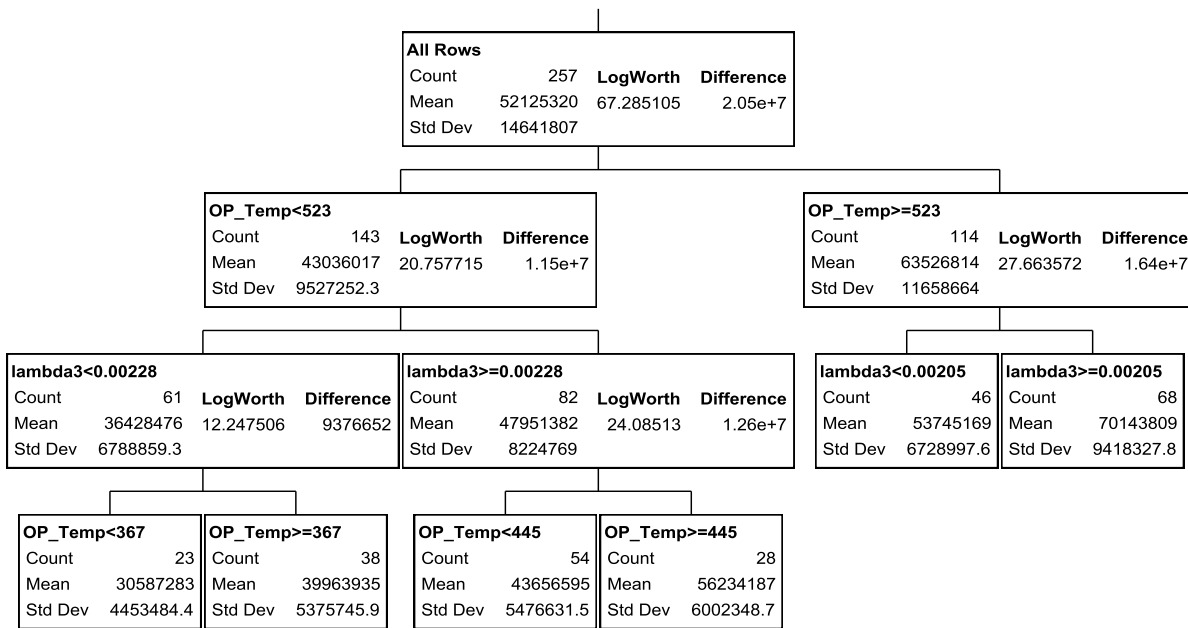 All Rows
Count 257 LogWorth Difference
Mean 52125320 67.285105 2.05e+7
Std Dev 14641807
OP_Temp<523
Count 143 LogWorth Difference
Mean 43036017 20.757715 1.15e+7
Std Dev 9527252.3
OP_Temp>=523
Count 114 LogWorth Difference
Mean 63526814 27.663572 1.64e+7
Std Dev 11658664
lambda3<0.00228
Count 61 LogWorth Difference
Mean 36428476 12.247506 9376652
Std Dev 6788859.3
lambda3>=0.00228
Count 82 LogWorth Difference
Mean 47951382 24.08513 1.26e+7
Std Dev 8224769
lambda3<0.00205
Count 46
Mean 53745169
Std Dev 6728997.6
lambda3>=0.00205
Count 68
Mean 70143809
Std Dev 9418327.8
OP_Temp<367
Count 23
Mean 30587283
Std Dev 4453484.4
OP_Temp>=367
Count 38
Mean 39963935
Std Dev 5375745.9
OP_Temp<445
Count 54
Mean 43656595
Std Dev 5476631.5
OP_Temp>=445
Count 28
Mean 56234187
Std Dev 6002348.7